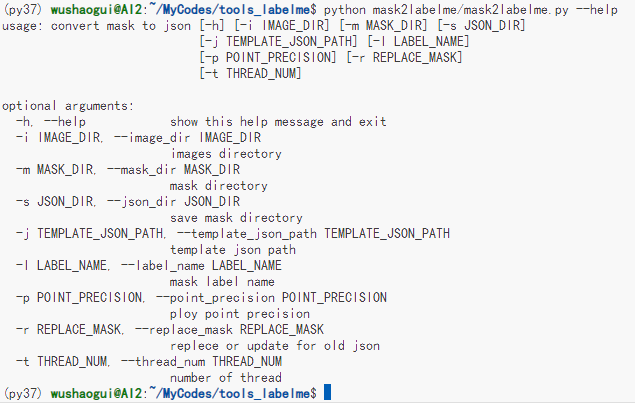 (py37) wushaogui@AI2:~/MyCodes/tools_labelme$ python mask2labelme/mask2labelme.py --help
usage: convert mask to json [-h] [-i IMAGE_DIR] [-m MASK_DIR] [-s JSON_DIR]
                            [-j TEMPLATE_JSON_PATH] [-l LABEL_NAME]
                            [-p POINT_PRECISION] [-r REPLACE_MASK]
                            [-t THREAD_NUM]

optional arguments:
  -h, --help            show this help message and exit
  -i IMAGE_DIR, --image_dir IMAGE_DIR
                        images directory
  -m MASK_DIR, --mask_dir MASK_DIR
                        mask directory
  -s JSON_DIR, --json_dir JSON_DIR
                        save mask directory
  -j TEMPLATE_JSON_PATH, --template_json_path TEMPLATE_JSON_PATH
                        template json path
  -l LABEL_NAME, --label_name LABEL_NAME
                        mask label name
  -p POINT_PRECISION, --point_precision POINT_PRECISION
                        ploy point precision
  -r REPLACE_MASK, --replace_mask REPLACE_MASK
                        replece or update for old json
  -t THREAD_NUM, --thread_num THREAD_NUM
                        number of thread
(py37) wushaogui@AI2:~/MyCodes/tools_labelme$